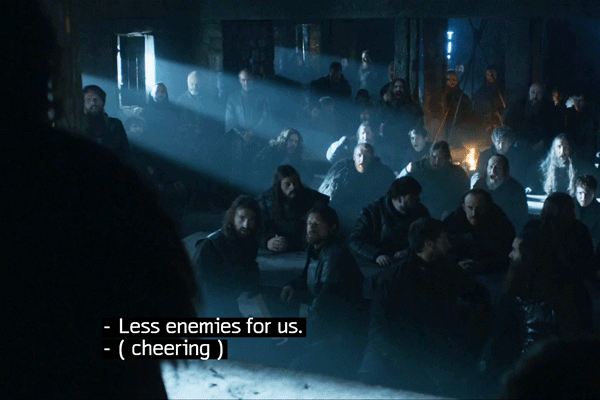 - Less enemies for us.
- ( cheering )